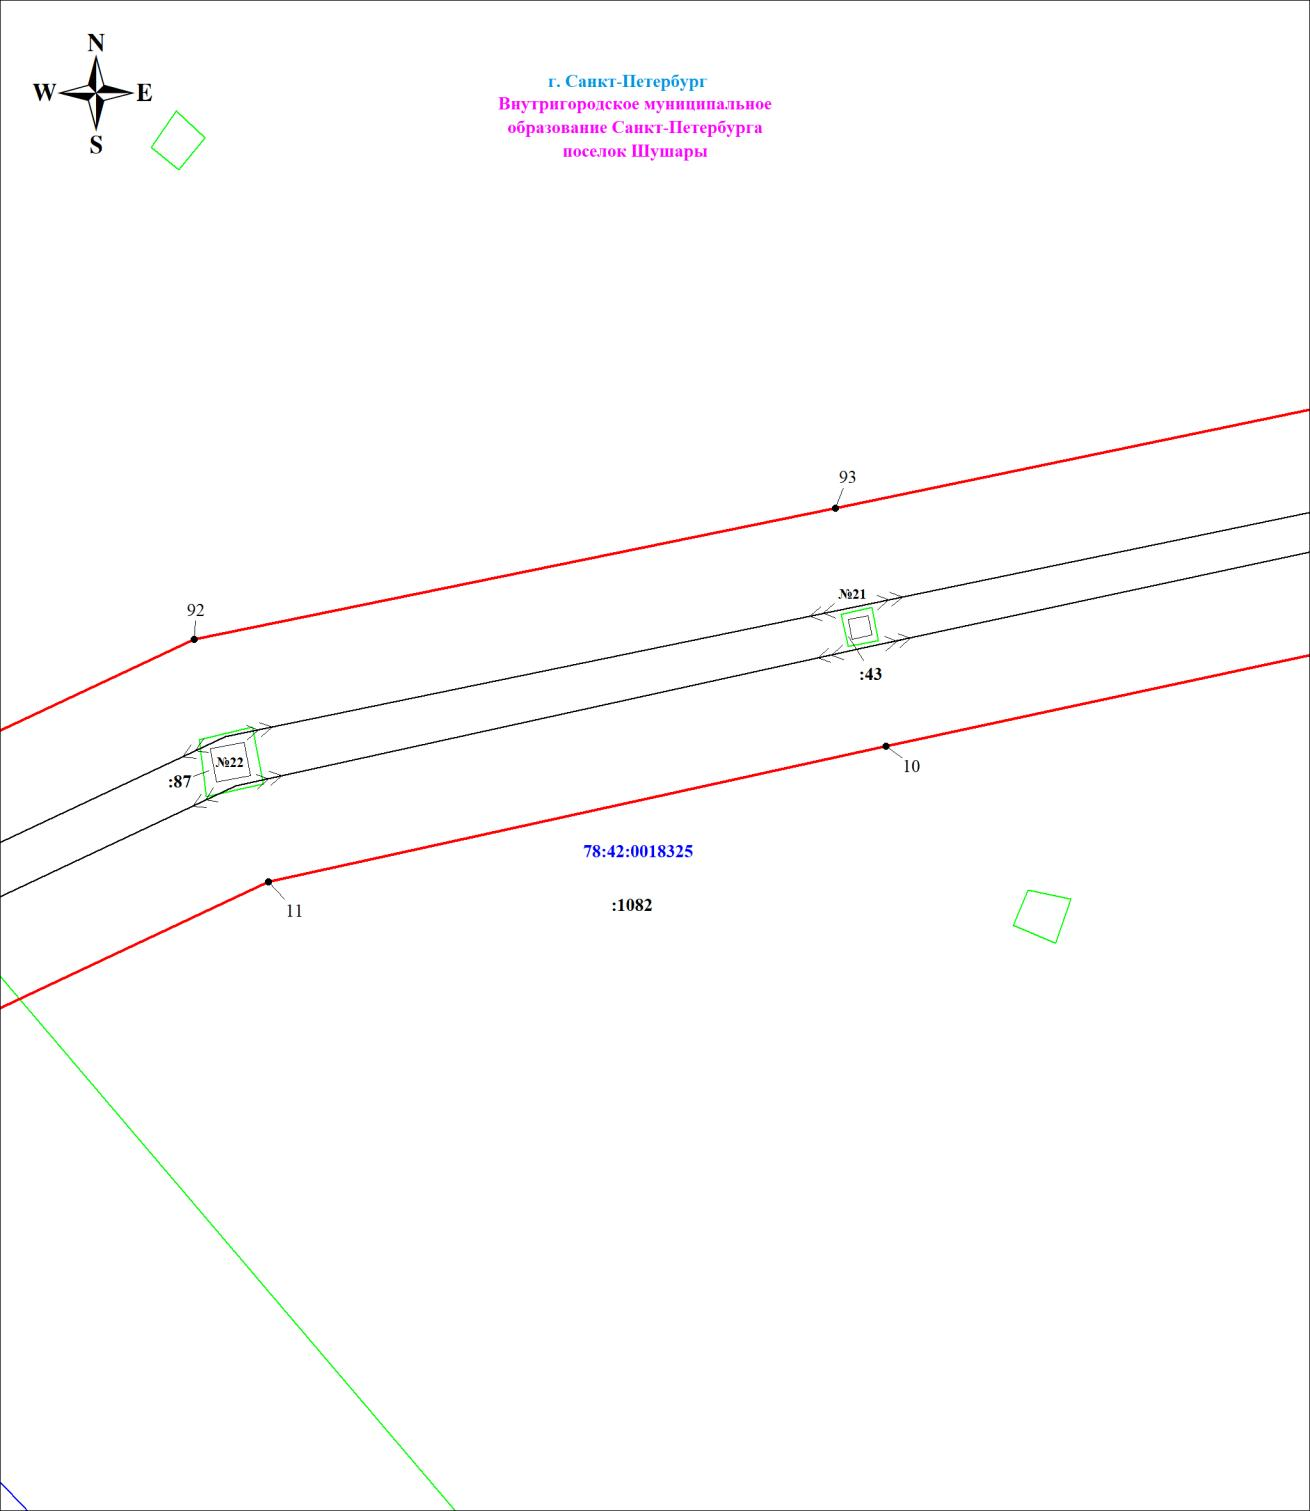 N
W E
S
г. Санкт-Петербург
Внутригородское муниципальное
образование Санкт-Петербурга
поселок Шушары
93
№21
92
:43
№22
:87
10
78:42:0018325
:1082
11